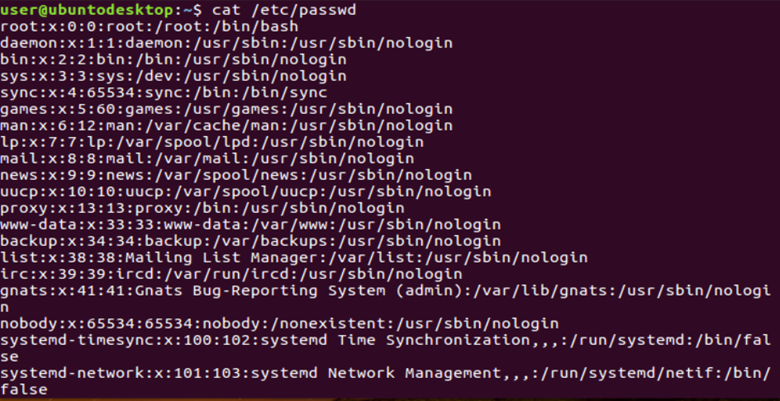 user@ubuntodesktop:~$ cat /etc/passwd
root:x:0:0:root:/root:/bin/bash
daemon:x:1:1:daemon:/usr/sbin:/usr/sbin/nologin
bin:x:2:2:bin:/bin:/usr/sbin/nologin
sys:x:3:3:sys:/dev:/usr/sbin/nologin
sync:x:4:65534:sync:/bin:/bin/sync
games:x:5:60:games:/usr/games:/usr/sbin/nologin
man:x:6:12:man:/var/cache/man:/usr/sbin/nologin
lp:x:7:7:lp:/var/spool/lpd:/usr/sbin/nologin
mail:x:8:8:mail:/var/mail:/usr/sbin/nologin
news:x:9:9:news:/var/spool/news:/usr/sbin/nologin
uucp:x:10:10:uucp:/var/spool/uucp:/usr/sbin/nologin
proxy:x:13:13:proxy:/bin:/usr/sbin/nologin
www-data:x:33:33:www-data:/var/www:/usr/sbin/nologin
backup:x:34:34:backup:/var/backups:/usr/sbin/nologin
list:x:38:38:Mailing List Manager:/var/list:/usr/sbin/nologin
irc:x:39:39:ircd:/var/run/ircd:/usr/sbin/nologin
gnats:x:41:41:Gnats Bug-Reporting System (admin):/var/lib/gnats:/usr/sbin/nologi
n
nobody:x:65534:65534:nobody:/nonexistent:/usr/sbin/nologin
systemd-timesync:x:100:102:systemd Time Synchronization,,,:/run/systemd:/bin/fal
se
systemd-network:x:101:103:systemd Network Management,,,:/run/systemd/netif:/bin/
false